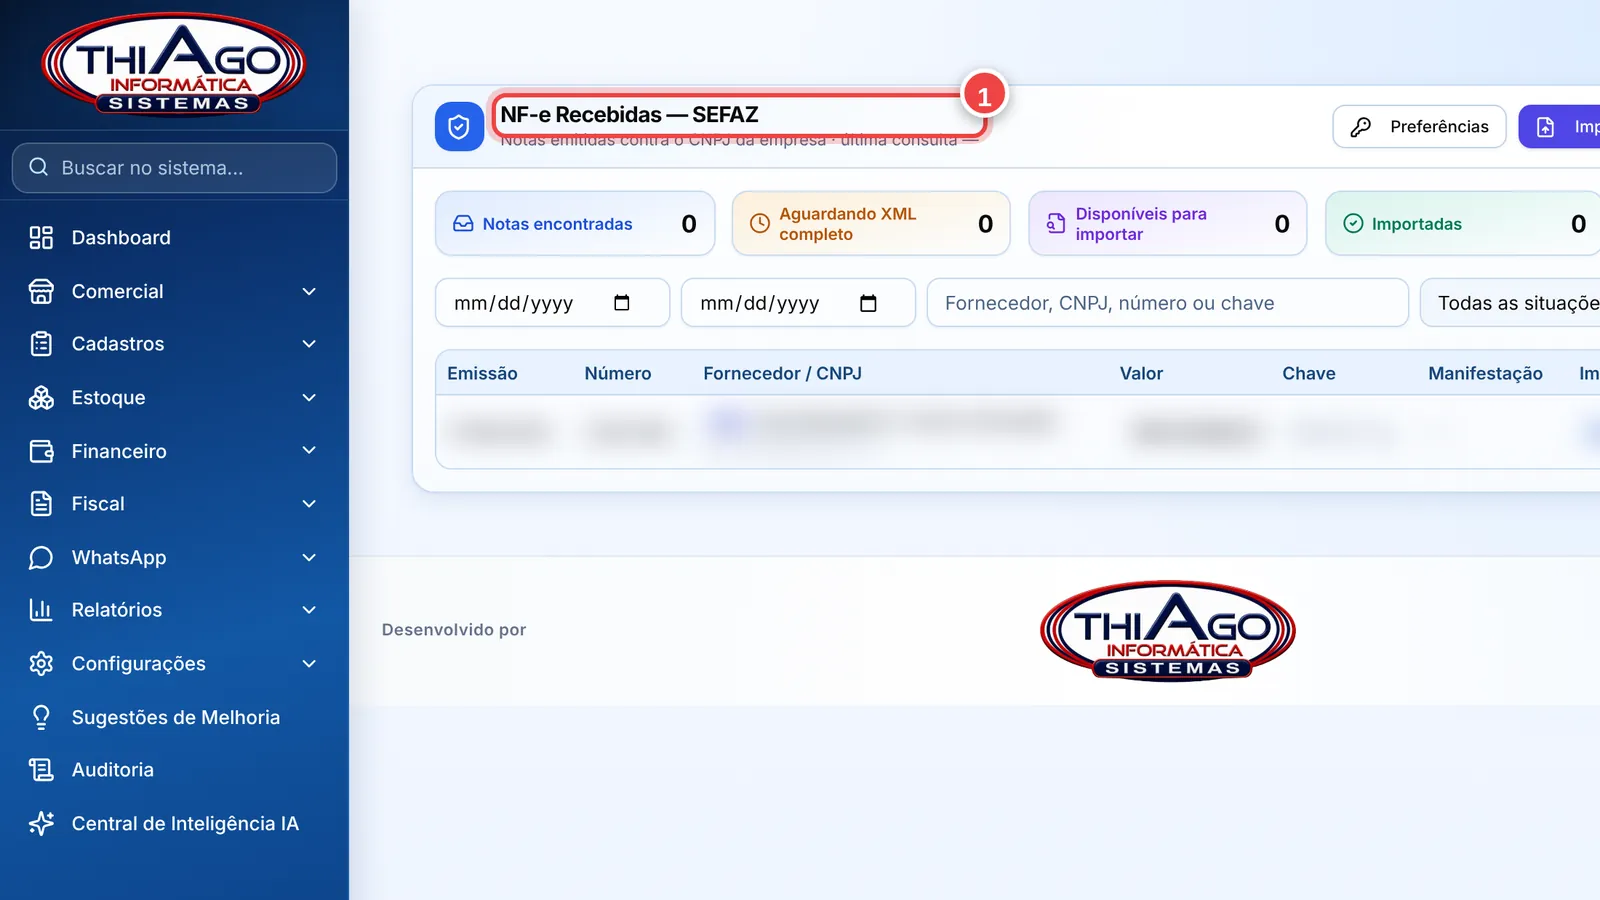 THIAGO
INFORMÁTICA
SISTEMAS
Buscar no sistema...
Dashboard
Comercial
Cadastros
Estoque
Financeiro
Fiscal
WhatsApp
Relatórios
Configurações
Sugestões de Melhoria
Auditoria
Central de Inteligência IA
NF-e Recebidas — SEFAZ
1
Notas emitidas contra o CNPJ da empresa · última consulta —
Preferências
Imp
Notas encontradas 0
Aguardando XML completo 0
Disponíveis para importar 0
Importadas 0
mm/dd/yyyy
mm/dd/yyyy
Fornecedor, CNPJ, número ou chave
Todas as situaçõe
Emissão Número Fornecedor / CNPJ Valor Chave Manifestação Im
Desenvolvido por
THIAGO
INFORMÁTICA
SISTEMAS